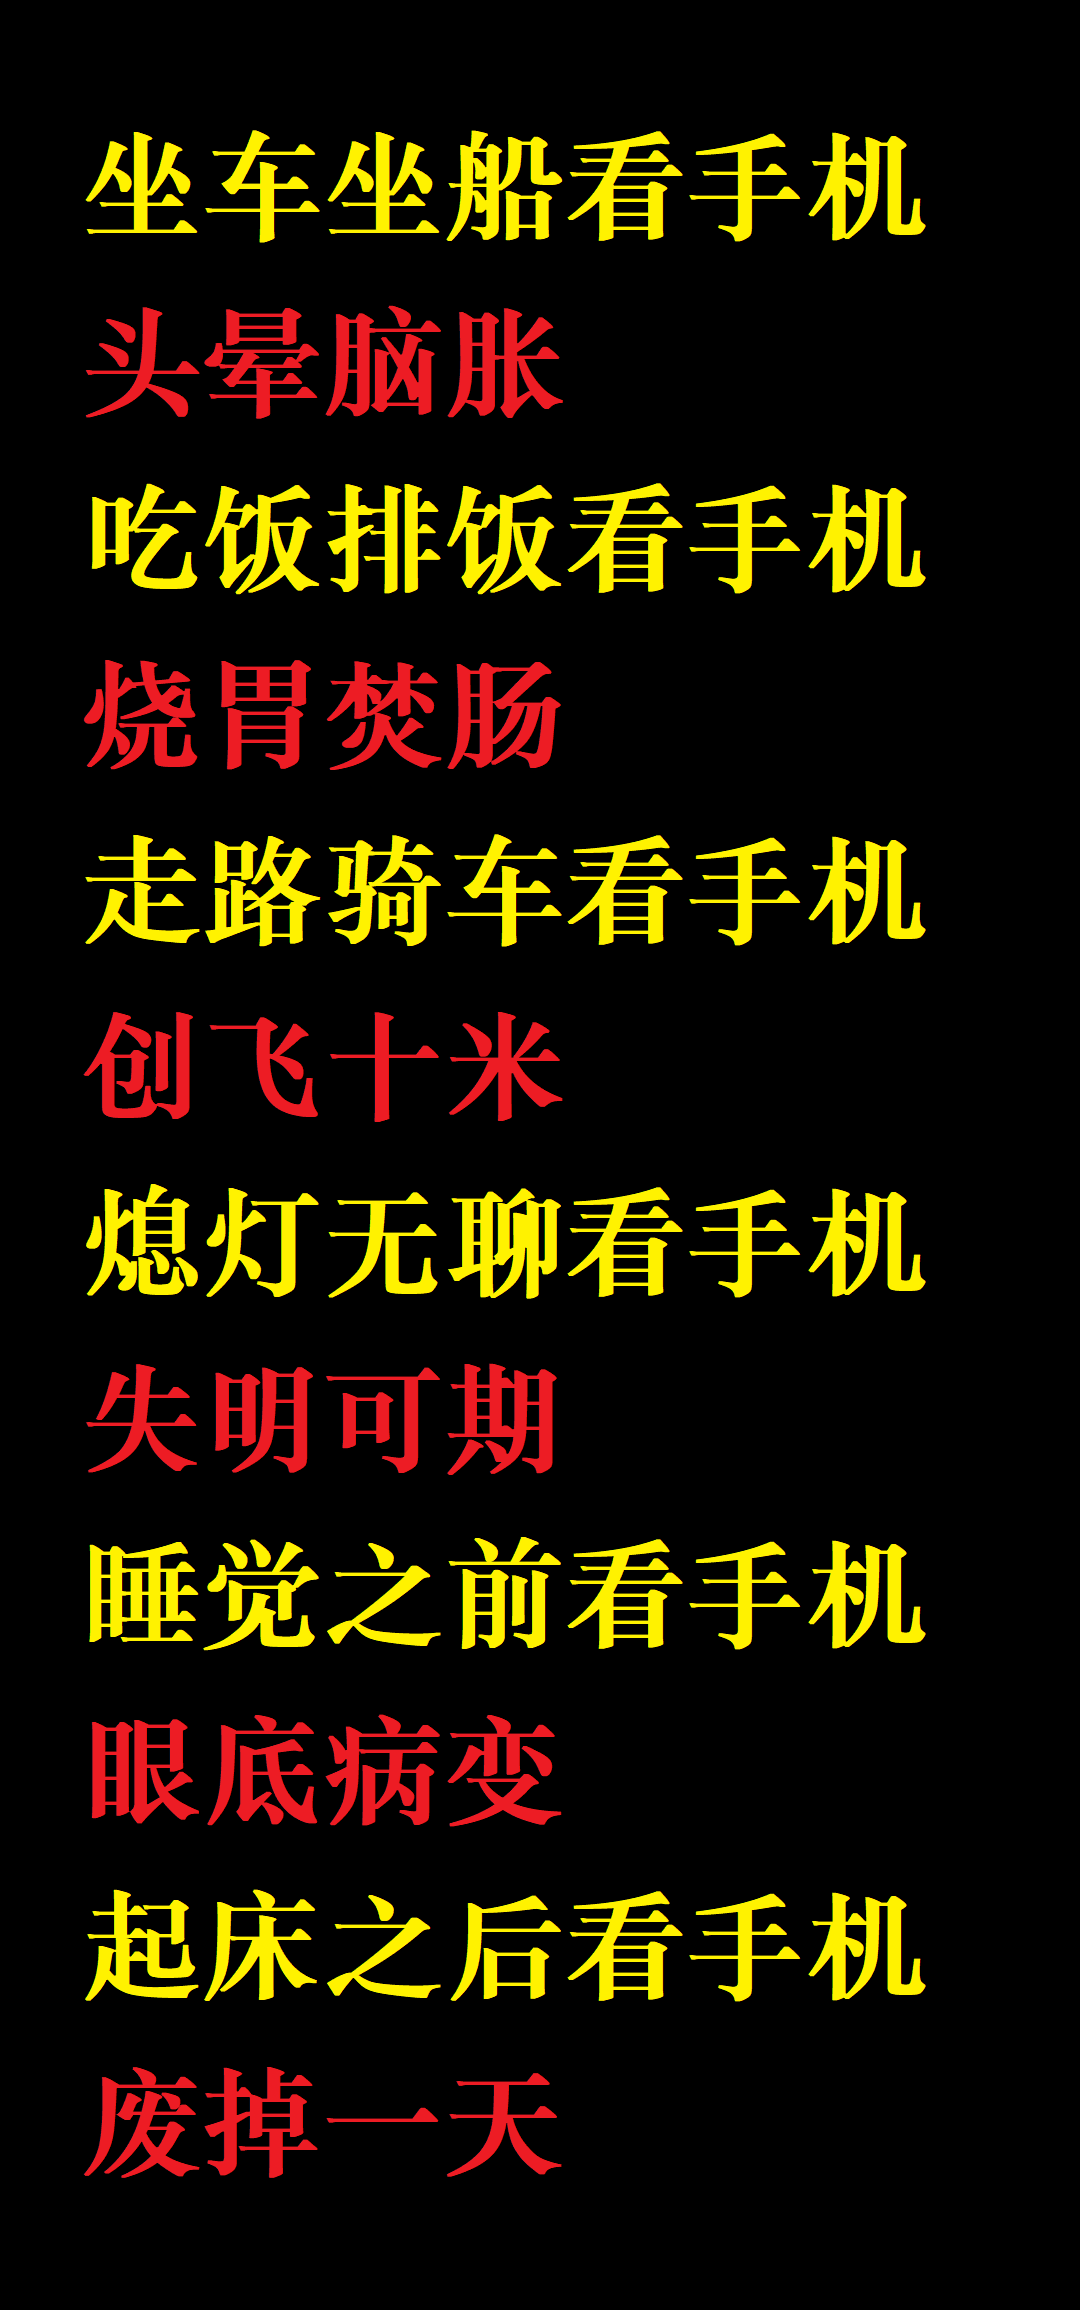 坐车坐船看手机
头晕脑胀
吃饭排饭看手机
烧胃焚肠
走路骑车看手机
创飞十米
熄灯无聊看手机
失明可期
睡觉之前看手机
眼底病变
起床之后看手机
废掉一天